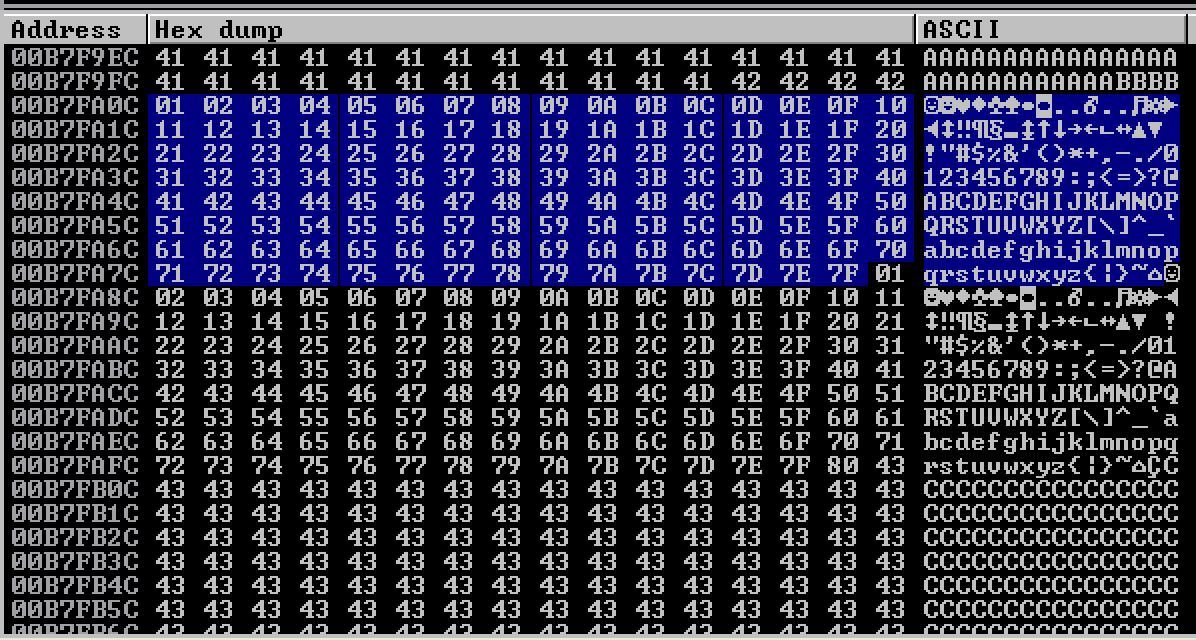 Address Hex dump ASCII
00B7F9EC 41 41 41 41 41 41 41 41 41 41 41 41 41 41 41 41 AAAAAAAAAAAAAAAA
00B7F9FC 41 41 41 41 41 41 41 41 41 41 41 41 42 42 42 42 AAAAAAAAAAAABBBB
00B7FA0C 01 02 03 04 05 06 07 08 09 0A 0B 0C 0D 0E 0F 10 ☺☻♥♦♣♠•◘..♂..♫☼►
00B7FA1C 11 12 13 14 15 16 17 18 19 1A 1B 1C 1D 1E 1F 20 ◄↕‼¶§▬↨↑↓→←∟↔▲▼
00B7FA2C 21 22 23 24 25 26 27 28 29 2A 2B 2C 2D 2E 2F 30 !"#$%&'()*+,-./0
00B7FA3C 31 32 33 34 35 36 37 38 39 3A 3B 3C 3D 3E 3F 40 123456789:;<=>?@
00B7FA4C 41 42 43 44 45 46 47 48 49 4A 4B 4C 4D 4E 4F 50 ABCDEFGHIJKLMNOP
00B7FA5C 51 52 53 54 55 56 57 58 59 5A 5B 5C 5D 5E 5F 60 QRSTUVWXYZ[\]^_`
00B7FA6C 61 62 63 64 65 66 67 68 69 6A 6B 6C 6D 6E 6F 70 abcdefghijklmnop
00B7FA7C 71 72 73 74 75 76 77 78 79 7A 7B 7C 7D 7E 7F 01 qrstuvwxyz{|}~⌂☺
00B7FA8C 02 03 04 05 06 07 08 09 0A 0B 0C 0D 0E 0F 10 11 ☻♥♦♣♠•◘..♂..♫☼►◄
00B7FA9C 12 13 14 15 16 17 18 19 1A 1B 1C 1D 1E 1F 20 21 ↕‼¶§▬↨↑↓→←∟↔▲▼ !
00B7FAAC 22 23 24 25 26 27 28 29 2A 2B 2C 2D 2E 2F 30 31 "#$%&'()*+,-./01
00B7FABC 32 33 34 35 36 37 38 39 3A 3B 3C 3D 3E 3F 40 41 23456789:;<=>?@A
00B7FACC 42 43 44 45 46 47 48 49 4A 4B 4C 4D 4E 4F 50 51 BCDEFGHIJKLMNOPQ
00B7FADC 52 53 54 55 56 57 58 59 5A 5B 5C 5D 5E 5F 60 61 RSTUVWXYZ[\]^_`a
00B7FAEC 62 63 64 65 66 67 68 69 6A 6B 6C 6D 6E 6F 70 71 bcdefghijklmnopq
00B7FAFC 72 73 74 75 76 77 78 79 7A 7B 7C 7D 7E 7F 80 43 rstuvwxyz{|}~⌂ÇC
00B7FB0C 43 43 43 43 43 43 43 43 43 43 43 43 43 43 43 43 CCCCCCCCCCCCCCCC
00B7FB1C 43 43 43 43 43 43 43 43 43 43 43 43 43 43 43 43 CCCCCCCCCCCCCCCC
00B7FB2C 43 43 43 43 43 43 43 43 43 43 43 43 43 43 43 43 CCCCCCCCCCCCCCCC
00B7FB3C 43 43 43 43 43 43 43 43 43 43 43 43 43 43 43 43 CCCCCCCCCCCCCCCC
00B7FB4C 43 43 43 43 43 43 43 43 43 43 43 43 43 43 43 43 CCCCCCCCCCCCCCCC
00B7FB5C 43 43 43 43 43 43 43 43 43 43 43 43 43 43 43 43 CCCCCCCCCCCCCCCC
00B7FB6C 43 43 43 43 43 43 43 43 43 43 43 43 43 43 43 43 CCCCCCCCCCCCCCCC